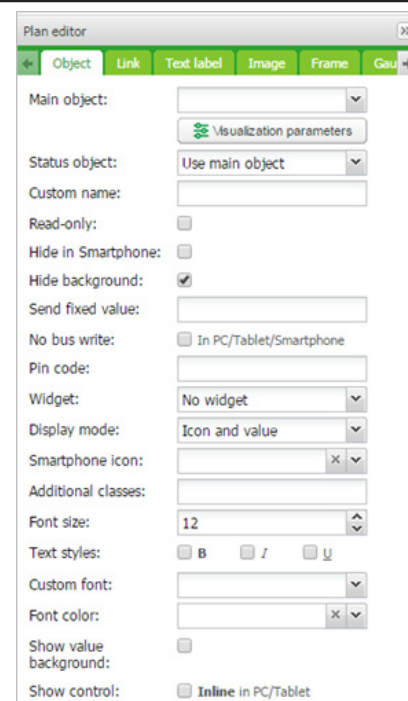 Plan editor
Object Link Text label Image Frame Gau
Main object:
Visualization parameters
Status object: Use main object
Custom name:
Read-only:
Hide in Smartphone:
Hide background:
Send fixed value:
No bus write: In PC/Tablet/Smartphone
Pin code:
Widget: No widget
Display mode: Icon and value
Smartphone icon:
Additional classes:
Font size: 12
Text styles: B I U
Custom font:
Font color:
Show value
background:
Show control: Inline in PC/Tablet